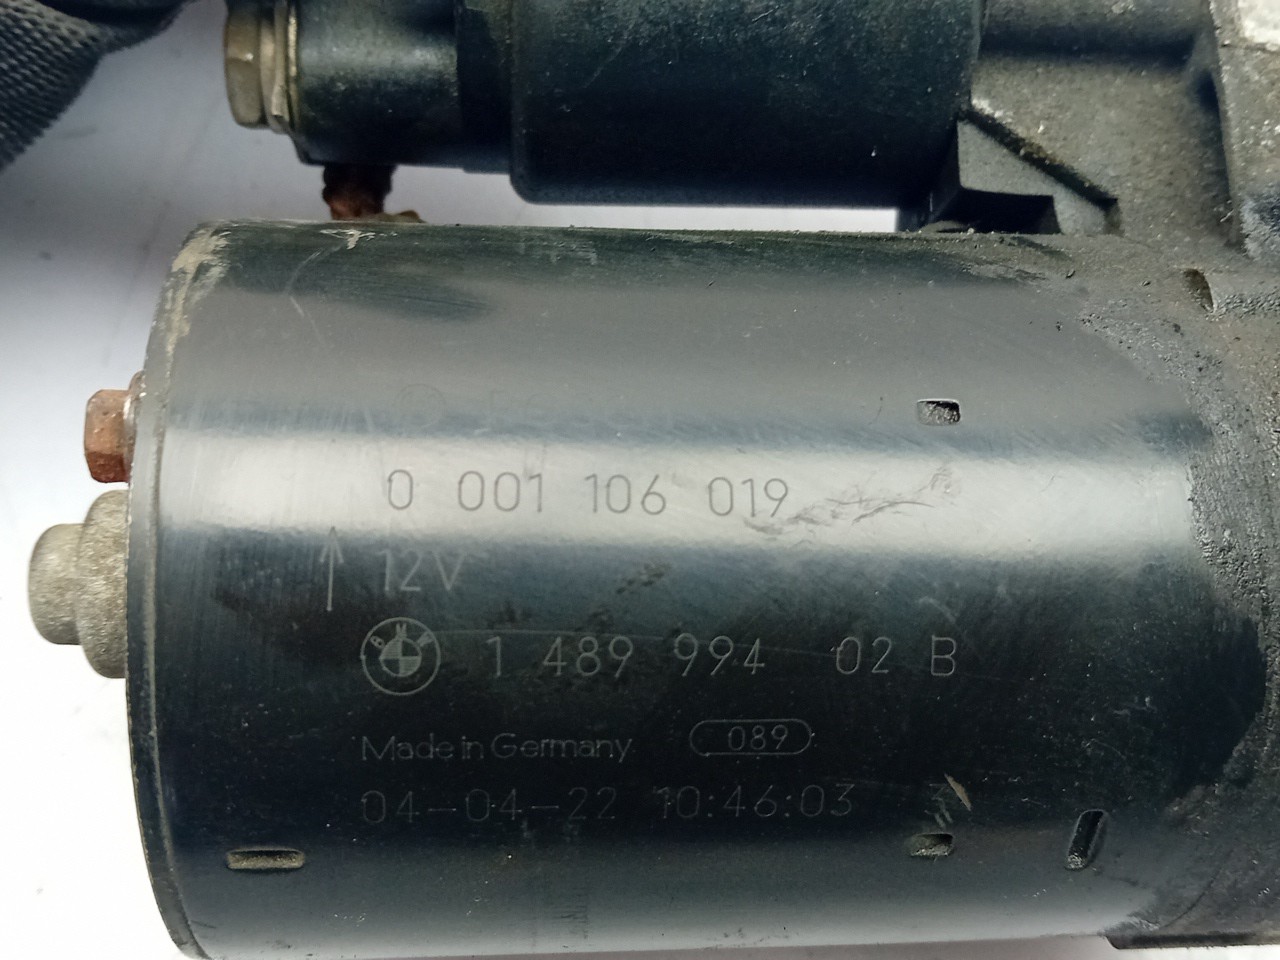 0 001 106 019
12V
BMW 1 489 994 02 B
Made in Germany 089
04-04-22 10:46:03